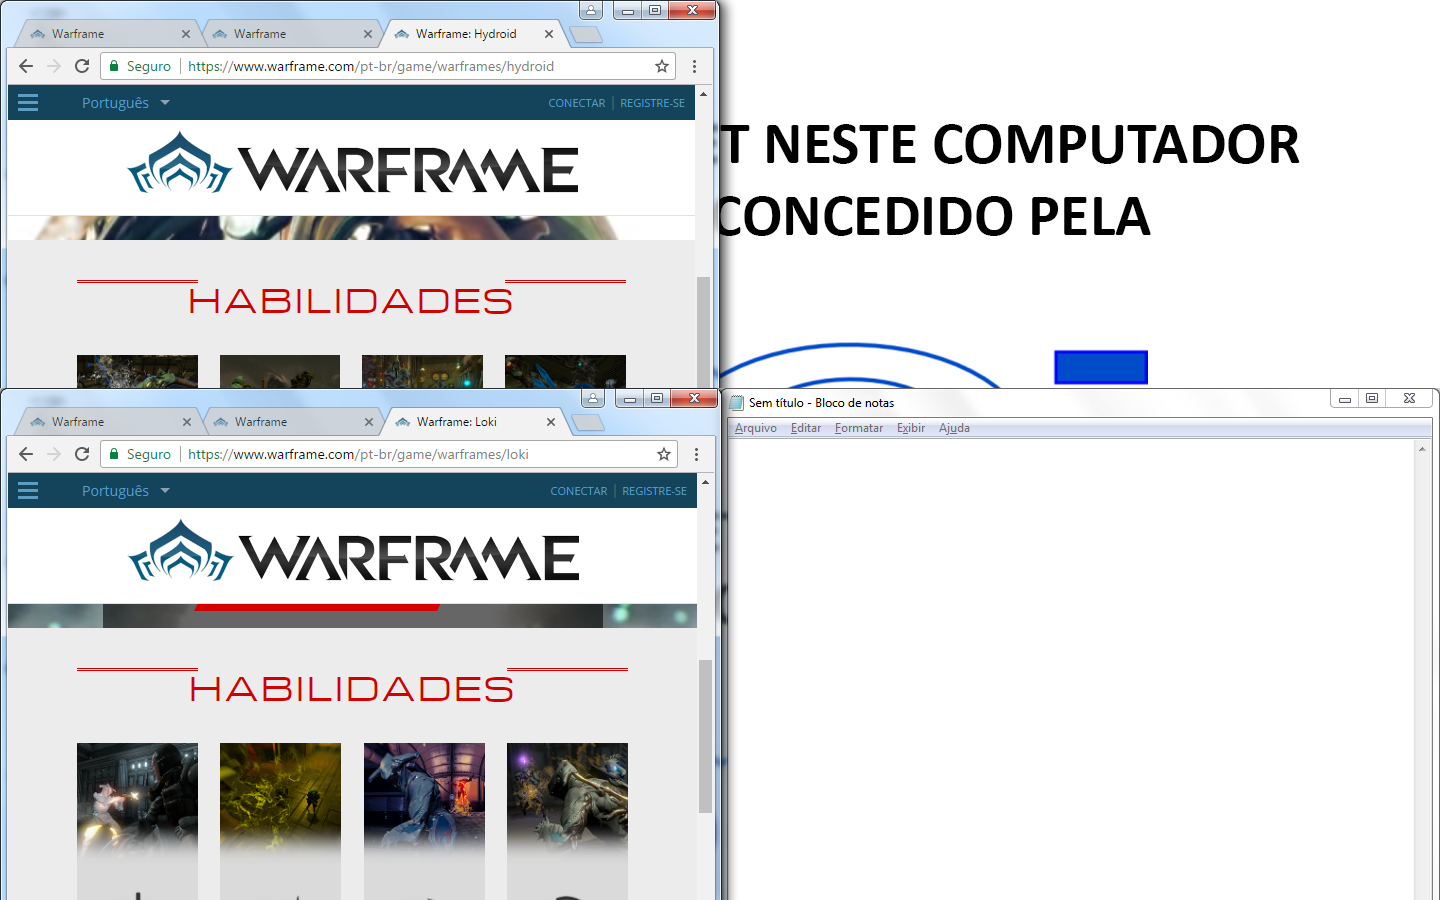 Warframe
Warframe
Warframe: Hydroid
Seguro
https://www.warframe.com/pt-br/game/warframes/hydroid
Português
CONECTAR | REGISTRE-SE
WARFRAME
HABILIDADES
T NESTE COMPUTADOR
CONCEDIDO PELA
Warframe
Warframe
Warframe: Loki
Seguro
https://www.warframe.com/pt-br/game/warframes/loki
Português
CONECTAR | REGISTRE-SE
WARFRAME
HABILIDADES
Sem título - Bloco de notas
Arquivo Editar Formatar Exibir Ajuda